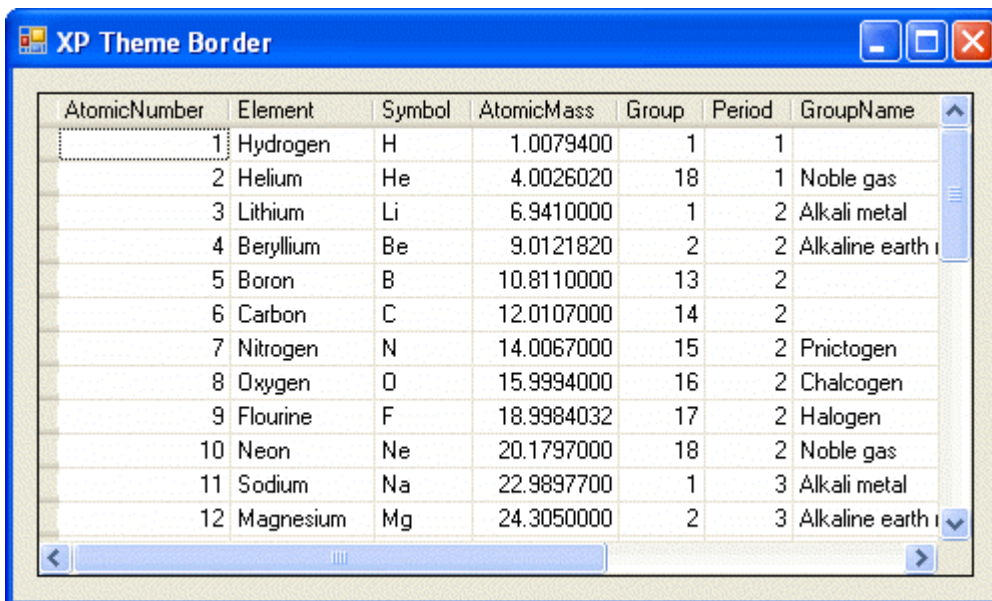 XP Theme Border
AtomicNumber Element Symbol AtomicMass Group Period GroupName
1 Hydrogen H 1.0079400 1 1
2 Helium He 4.0026020 18 1 Noble gas
3 Lithium Li 6.9410000 1 2 Alkali metal
4 Beryllium Be 9.0121820 2 2 Alkaline earth
5 Boron B 10.8110000 13 2
6 Carbon C 12.0107000 14 2
7 Nitrogen N 14.0067000 15 2 Pnictogen
8 Oxygen O 15.9994000 16 2 Chalcogen
9 Flourine F 18.9984032 17 2 Halogen
10 Neon Ne 20.1797000 18 2 Noble gas
11 Sodium Na 22.9897700 1 3 Alkali metal
12 Magnesium Mg 24.3050000 2 3 Alkaline earth